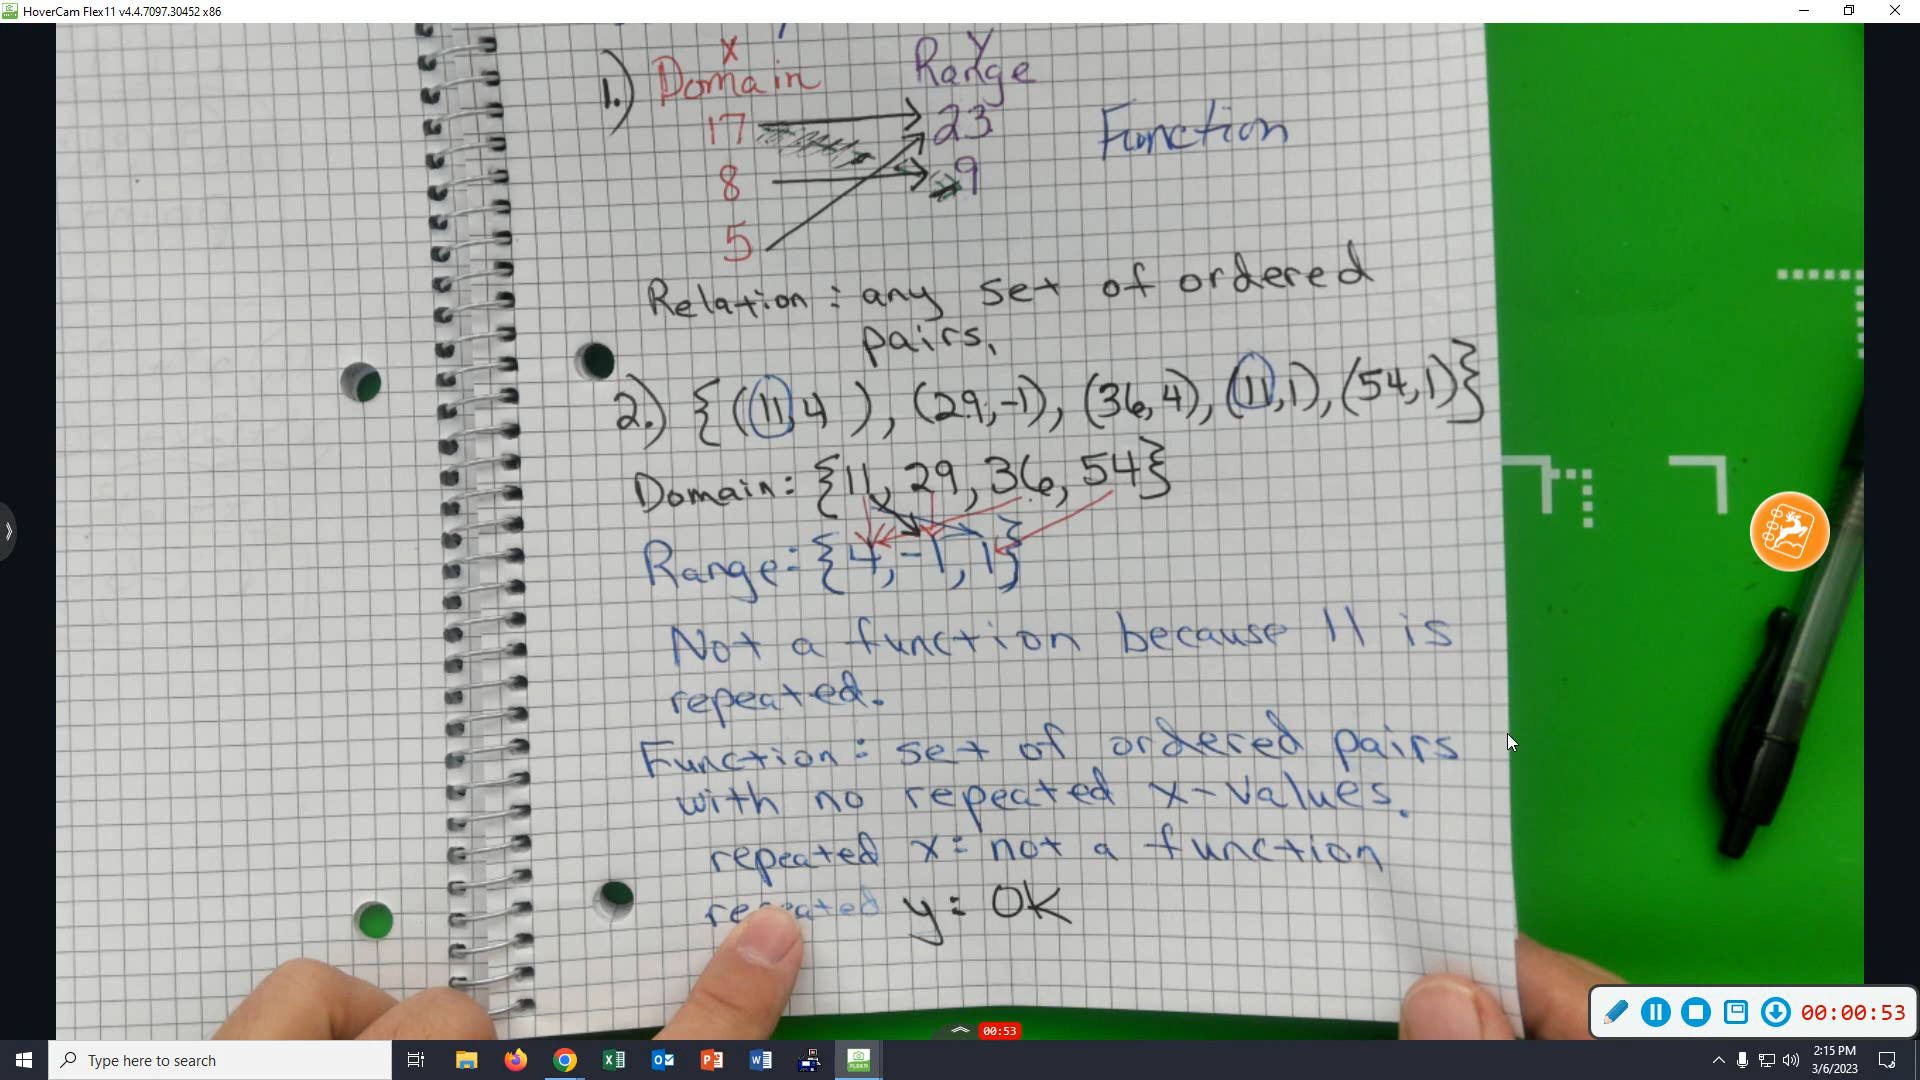 HoverCam Flex11 v4.4.7097.30452 x86
x y
1.) Domain Range
17 23 Function
8 9
5
Relation: any set of ordered
pairs.
2.) {(11,4), (29,-1), (36,4), (11,1), (54,1)}
Domain: {11, 29, 36, 54}
Range: {4, -1, 1}
Not a function because 11 is
repeated.
Function: set of ordered pairs
with no repeated x-values.
repeated x: not a function
repeated y: OK
00:00:53
00:53
Type here to search
2:15 PM
3/6/2023